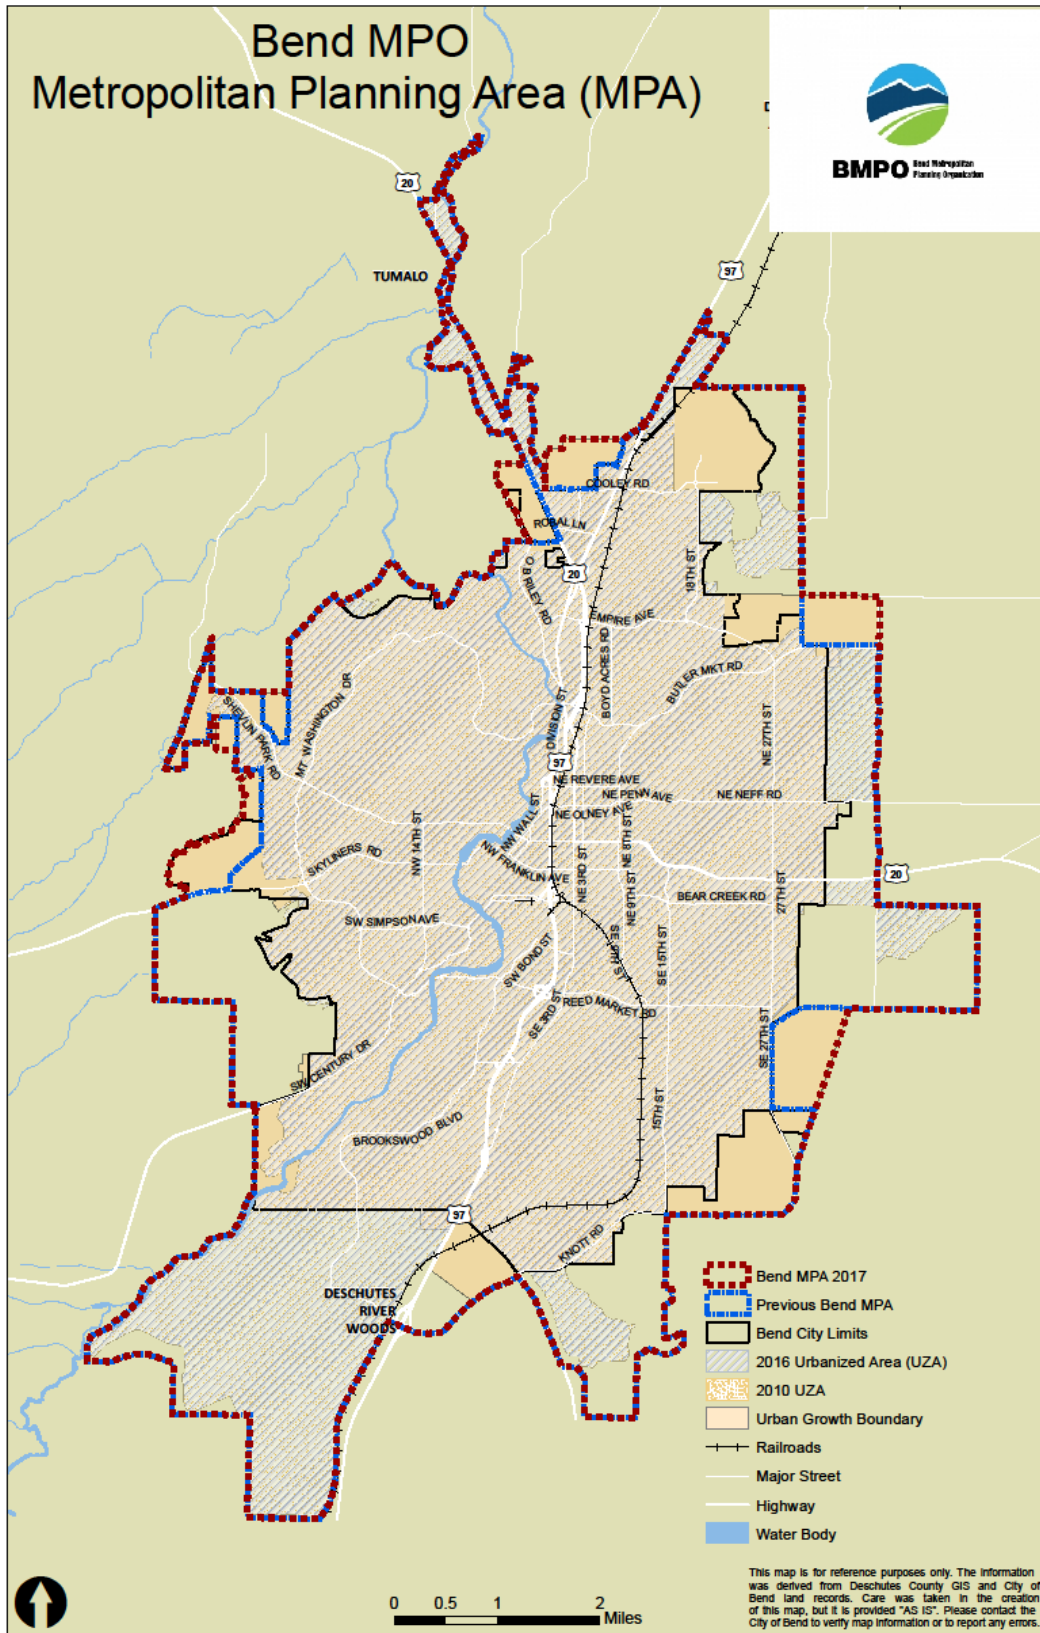 Bend MPO
Metropolitan Planning Area (MPA)
BMPO Bend Metropolitan
Planning Organization
20
97
TUMALO
COOLEY RD
ROBAL LN
O B RILEY RD
20
18TH ST
EMPIRE AVE
BOYD ACRES RD
BUTLER MKT RD
MT WASHINGTON DR
SHEVLIN PARK RD
DIVISION ST
NE 27TH ST
97
NE REVERE AVE
NE PENN AVE
NE NEFF RD
NE OLNEY AVE
NW WALL ST
NW 14TH ST
NE 8TH ST
SKYLINERS RD
NW FRANKLIN AVE
NE 3RD ST
NE 9TH ST
BEAR CREEK RD
27TH ST
20
SW SIMPSON AVE
SW BOND ST
SE 9TH ST
SE 15TH ST
REED MARKET RD
SE 3RD ST
SE 27TH ST
SW CENTURY DR
15TH ST
BROOKSWOOD BLVD
97
KNOTT RD
DESCHUTES
RIVER
WOODS
Bend MPA 2017
Previous Bend MPA
Bend City Limits
2016 Urbanized Area (UZA)
2010 UZA
Urban Growth Boundary
Railroads
Major Street
Highway
Water Body
0 0.5 1 2
Miles
This map is for reference purposes only. The information
was derived from Deschutes County GIS and City of
Bend land records. Care was taken in the creation
of this map, but it is provided "AS IS". Please contact the
City of Bend to verify map information or to report any errors.